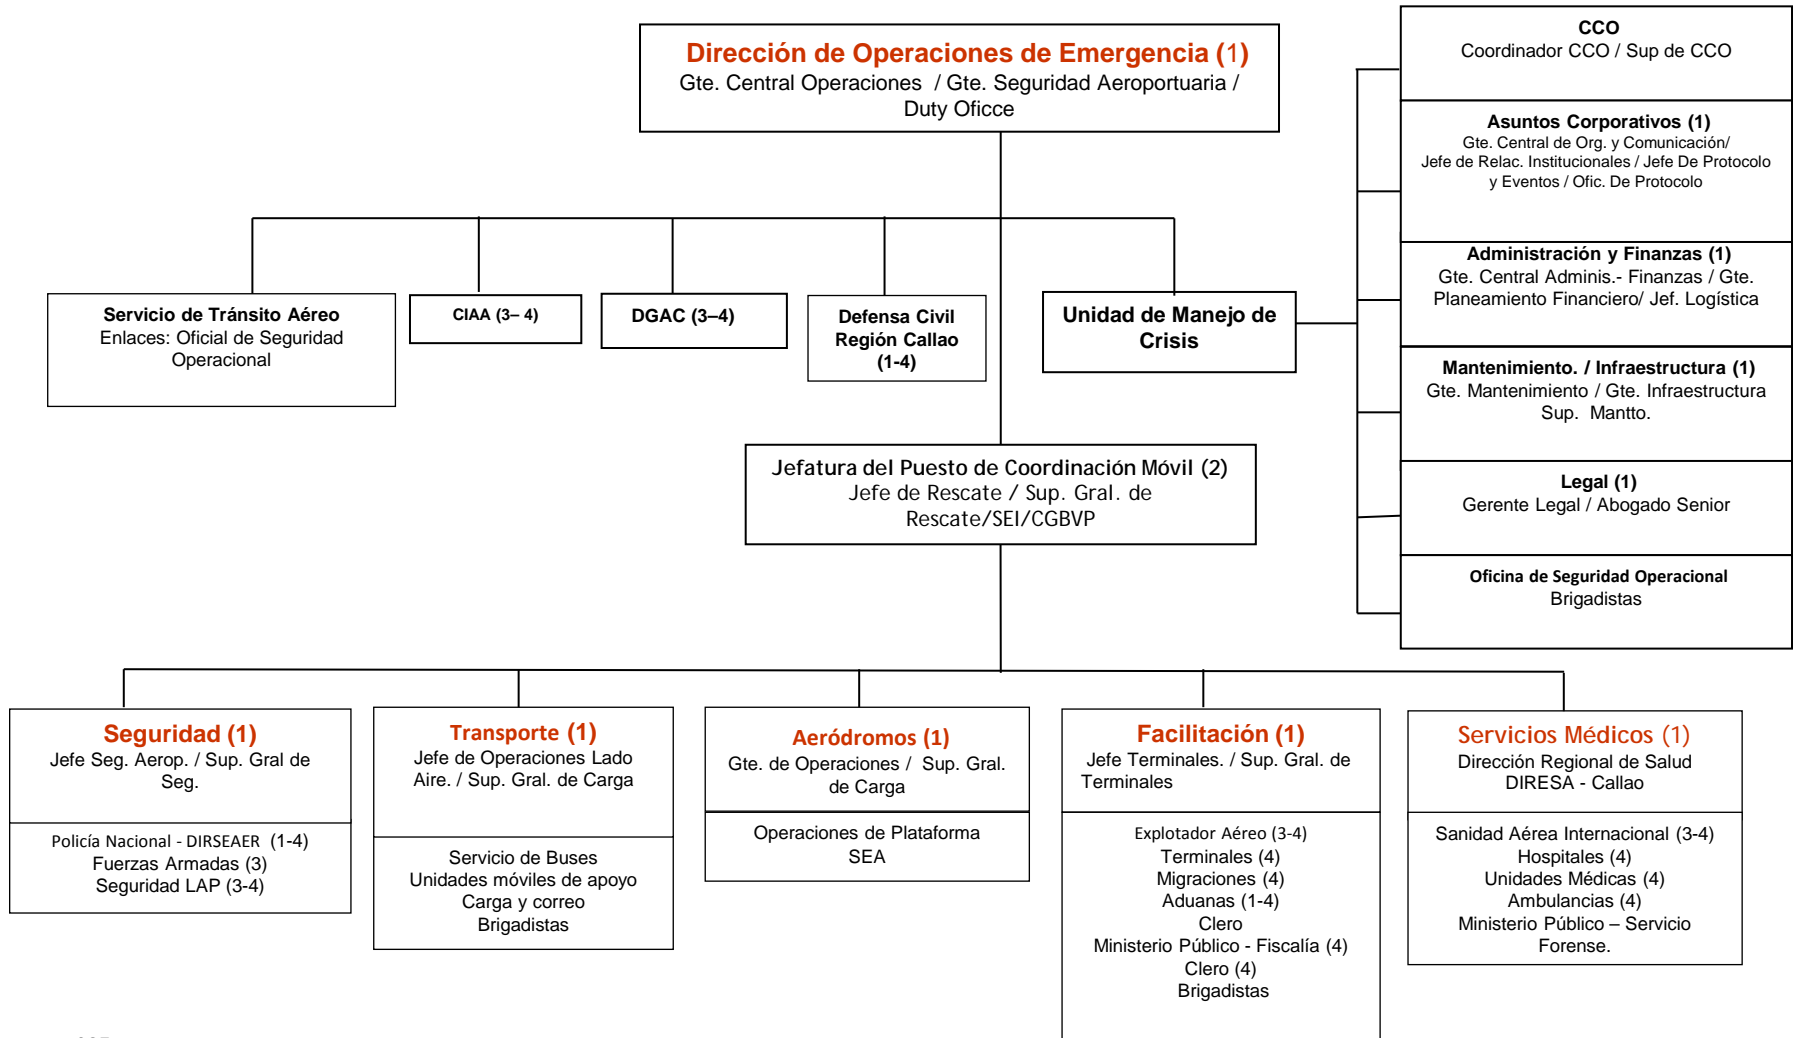 Dirección de Operaciones de Emergencia (1)
Gte. Central Operaciones / Gte. Seguridad Aeroportuaria /
Duty Oficce
CCO
Coordinador CCO / Sup de CCO
Asuntos Corporativos (1)
Gte. Central de Org. y Comunicación/
Jefe de Relac. Institucionales / Jefe De Protocolo
y Eventos / Ofic. De Protocolo
Administración y Finanzas (1)
Gte. Central Adminis.- Finanzas / Gte.
Planeamiento Financiero/ Jef. Logística
Mantenimiento. / Infraestructura (1)
Gte. Mantenimiento / Gte. Infraestructura
Sup. Mantto.
Legal (1)
Gerente Legal / Abogado Senior
Oficina de Seguridad Operacional
Brigadistas
Servicio de Tránsito Aéreo
Enlaces: Oficial de Seguridad
Operacional
CIAA (3– 4)
DGAC (3–4)
Defensa Civil
Región Callao
(1-4)
Unidad de Manejo de
Crisis
Jefatura del Puesto de Coordinación Móvil (2)
Jefe de Rescate / Sup. Gral. de
Rescate/SEI/CGBVP
Seguridad (1)
Jefe Seg. Aerop. / Sup. Gral de
Seg.
Policía Nacional - DIRSEAER (1-4)
Fuerzas Armadas (3)
Seguridad LAP (3-4)
Transporte (1)
Jefe de Operaciones Lado
Aire. / Sup. Gral. de Carga
Servicio de Buses
Unidades móviles de apoyo
Carga y correo
Brigadistas
Aeródromos (1)
Gte. de Operaciones / Sup. Gral.
de Carga
Operaciones de Plataforma
SEA
Facilitación (1)
Jefe Terminales. / Sup. Gral. de
Terminales
Explotador Aéreo (3-4)
Terminales (4)
Migraciones (4)
Aduanas (1-4)
Clero
Ministerio Público - Fiscalía (4)
Clero (4)
Brigadistas
Servicios Médicos (1)
Dirección Regional de Salud
DIRESA - Callao
Sanidad Aérea Internacional (3-4)
Hospitales (4)
Unidades Médicas (4)
Ambulancias (4)
Ministerio Público – Servicio
Forense.